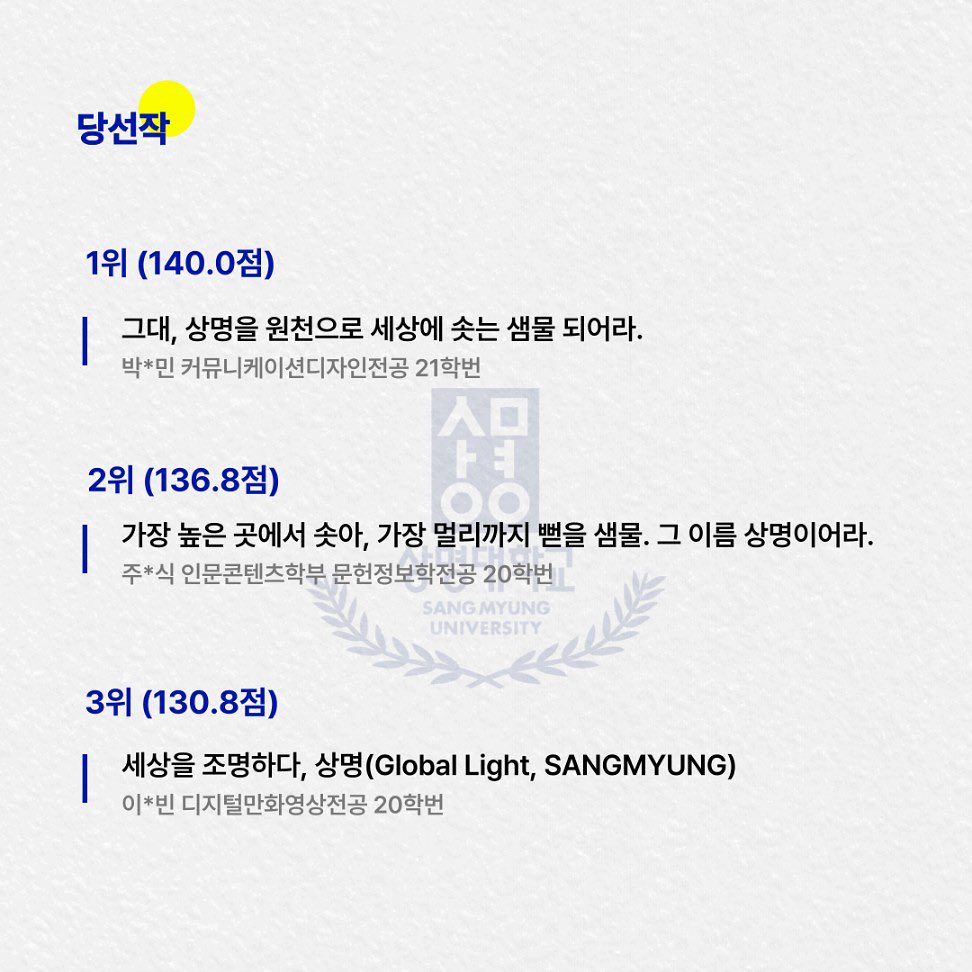 당선작
1위 (140.0점)
그대, 상명을 원천으로 세상에 솟는 샘물 되어라.
박*민 커뮤니케이션디자인전공 21학번
2위 (136.8점)
가장 높은 곳에서 솟아, 가장 멀리까지 뻗을 샘물. 그 이름 상명이어라.
주*식 인문콘텐츠학부 문헌정보학전공 20학번
3위 (130.8점)
세상을 조명하다, 상명(Global Light, SANGMYUNG)
이*빈 디지털만화영상전공 20학번
상명
상명대학교
SANGMYUNG
UNIVERSITY